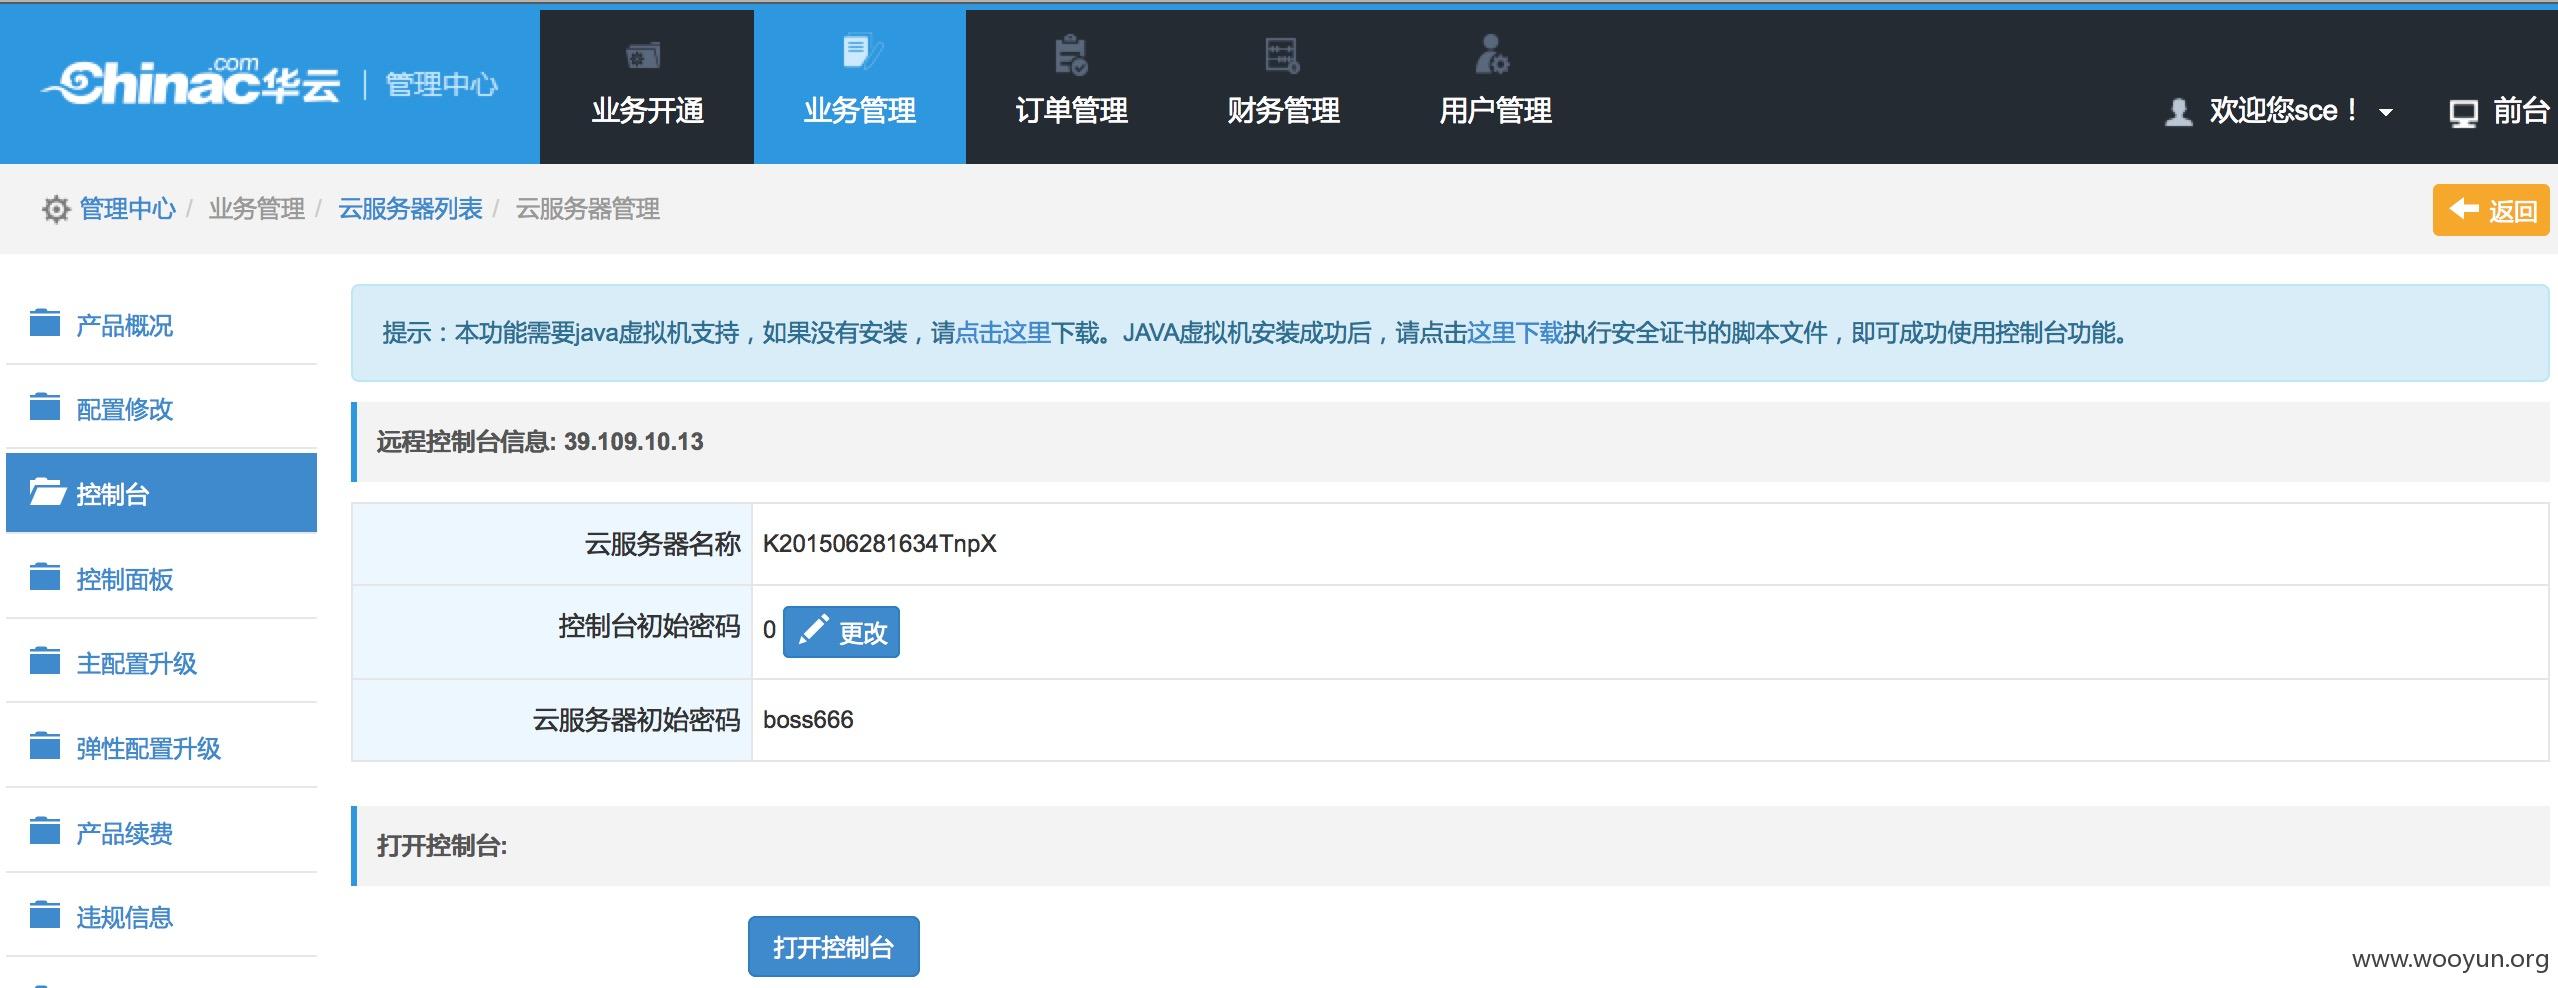 Chinac.com华云 | 管理中心
业务开通
业务管理
订单管理
财务管理
用户管理
欢迎您sce！
前台
管理中心 / 业务管理 / 云服务器列表 / 云服务器管理
返回
产品概况
配置修改
控制台
控制面板
主配置升级
弹性配置升级
产品续费
违规信息
提示：本功能需要java虚拟机支持，如果没有安装，请点击这里下载。JAVA虚拟机安装成功后，请点击这里下载执行安全证书的脚本文件，即可成功使用控制台功能。
远程控制台信息: 39.109.10.13
云服务器名称 K201506281634TnpX
控制台初始密码 0 更改
云服务器初始密码 boss666
打开控制台:
打开控制台
www.wooyun.org